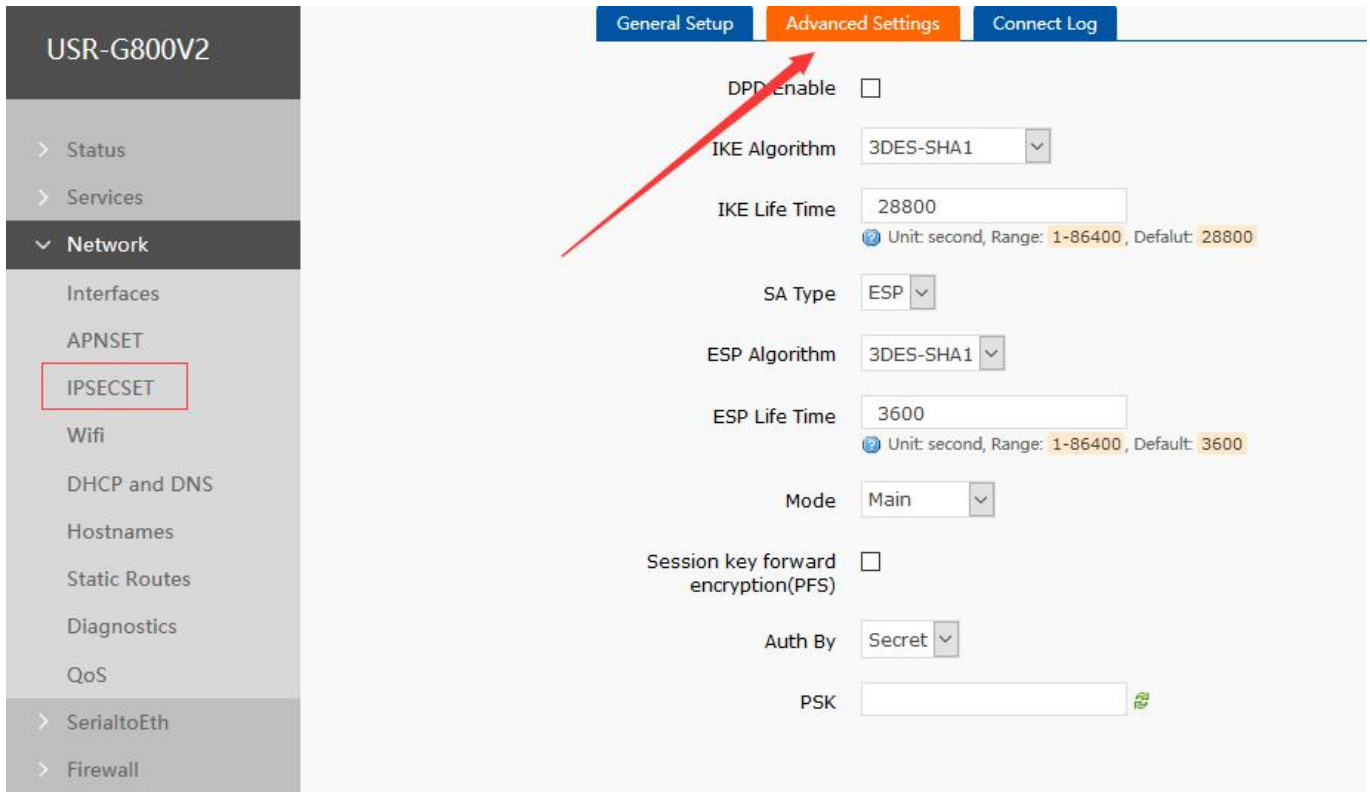 USR-G800V2
Status
Services
Network
Interfaces
APNSET
IPSECSET
Wifi
DHCP and DNS
Hostnames
Static Routes
Diagnostics
QoS
SerialtoEth
Firewall
General Setup Advanced Settings Connect Log
DPD Enable
IKE Algorithm 3DES-SHA1
IKE Life Time 28800
Unit: second, Range: 1-86400, Defalut: 28800
SA Type ESP
ESP Algorithm 3DES-SHA1
ESP Life Time 3600
Unit: second, Range: 1-86400, Default: 3600
Mode Main
Session key forward
encryption(PFS)
Auth By Secret
PSK